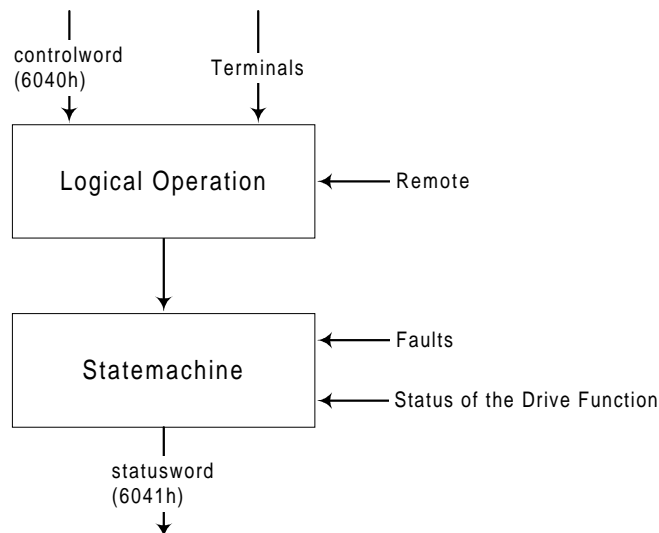 controlword
(6040h)
Terminals
Logical Operation
Remote
Statemachine
Faults
Status of the Drive Function
statusword
(6041h)